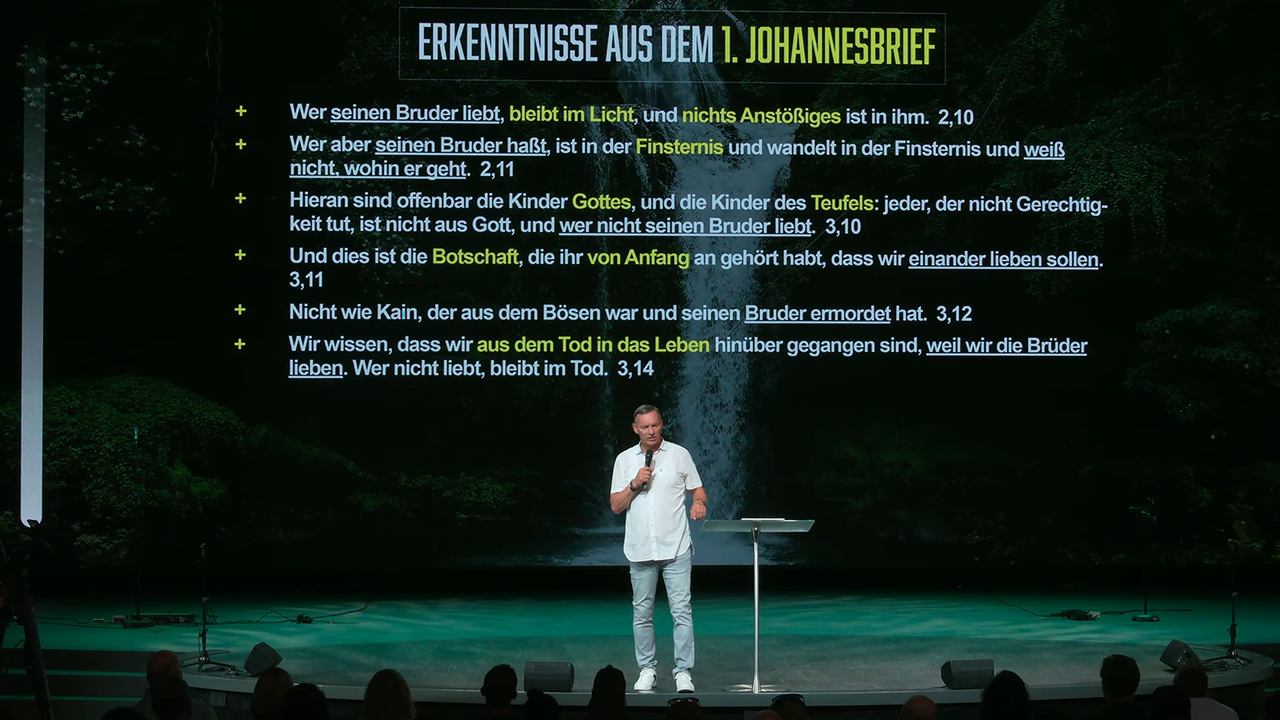 ERKENNTNISSE AUS DEM 1. JOHANNESBRIEF
+ Wer seinen Bruder liebt, bleibt im Licht, und nichts Anstößiges ist in ihm. 2,10
+ Wer aber seinen Bruder haßt, ist in der Finsternis und wandelt in der Finsternis und weiß
nicht, wohin er geht. 2,11
+ Hieran sind offenbar die Kinder Gottes, und die Kinder des Teufels: jeder, der nicht Gerechtig-
keit tut, ist nicht aus Gott, und wer nicht seinen Bruder liebt. 3,10
+ Und dies ist die Botschaft, die ihr von Anfang an gehört habt, dass wir einander lieben sollen.
3,11
+ Nicht wie Kain, der aus dem Bösen war und seinen Bruder ermordet hat. 3,12
+ Wir wissen, dass wir aus dem Tod in das Leben hinüber gegangen sind, weil wir die Brüder
lieben. Wer nicht liebt, bleibt im Tod. 3,14